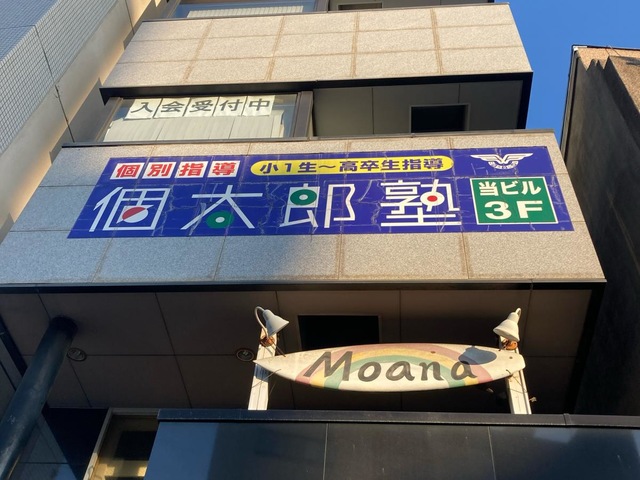 入会受付中
個別指導 小1生～高卒生指導
個太郎塾
当ビル
3F
Moana